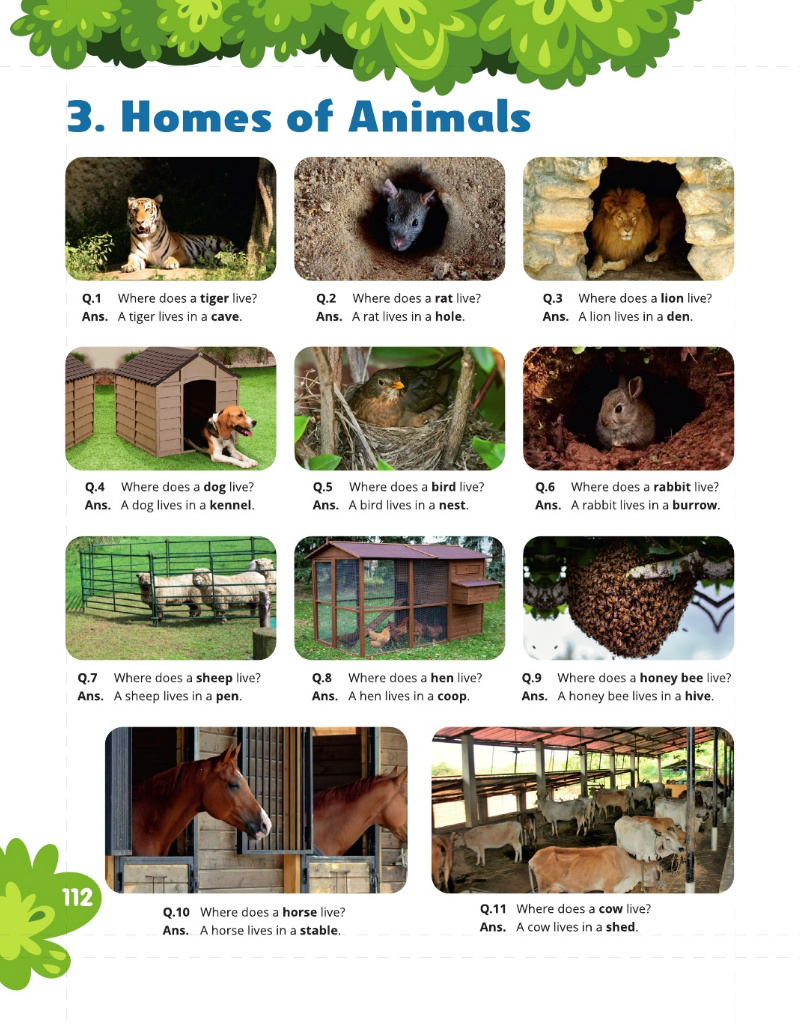 3. Homes of Animals
Q.1 Where does a tiger live?
Ans. A tiger lives in a cave.
Q.2 Where does a rat live?
Ans. A rat lives in a hole.
Q.3 Where does a lion live?
Ans. A lion lives in a den.
Q.4 Where does a dog live?
Ans. A dog lives in a kennel.
Q.5 Where does a bird live?
Ans. A bird lives in a nest.
Q.6 Where does a rabbit live?
Ans. A rabbit lives in a burrow.
Q.7 Where does a sheep live?
Ans. A sheep lives in a pen.
Q.8 Where does a hen live?
Ans. A hen lives in a coop.
Q.9 Where does a honey bee live?
Ans. A honey bee lives in a hive.
Q.10 Where does a horse live?
Ans. A horse lives in a stable.
Q.11 Where does a cow live?
Ans. A cow lives in a shed.
112